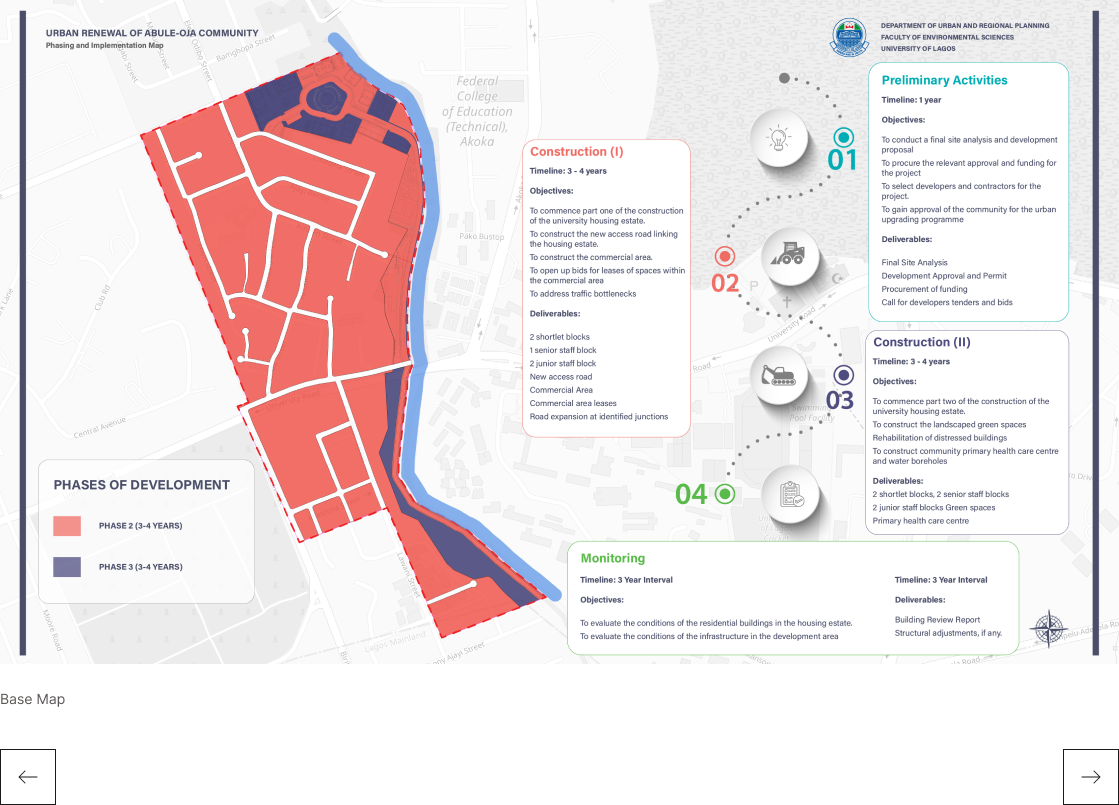 URBAN RENEWAL OF ABULE-OJA COMMUNITY
Phasing and Implementation Map
DEPARTMENT OF URBAN AND REGIONAL PLANNING
FACULTY OF ENVIRONMENTAL SCIENCES
UNIVERSITY OF LAGOS
Barngbopa Street
Federal
College
of Education
(Technical),
Akoka
Pako Bustop
Club Rd
Central Avenue
University Road
Road
P
Moore Road
Lawani Street
Lagos Mainland
Preliminary Activities
Timeline: 1 year
Objectives:
To conduct a final site analysis and development
proposal
To procure the relevant approval and funding for
the project
To select developers and contractors for the
project.
To gain approval of the community for the urban
upgrading programme
Deliverables:
Final Site Analysis
Development Approval and Permit
Procurement of funding
Call for developers tenders and bids
01
Construction (I)
Timeline: 3 - 4 years
Objectives:
To commence part one of the construction
of the university housing estate.
To construct the new access road linking
the housing estate.
To construct the commercial area.
To open up bids for leases of spaces within
the commercial area
To address traffic bottlenecks
Deliverables:
2 shortlet blocks
1 senior staff block
2 junior staff block
New access road
Commercial Area
Commercial area leases
Road expansion at identified junctions
02
Construction (II)
Timeline: 3 - 4 years
Objectives:
To commence part two of the construction of the
university housing estate.
To construct the landscaped green spaces
Rehabilitation of distressed buildings
To construct community primary health care centre
and water boreholes
Deliverables:
2 shortlet blocks, 2 senior staff blocks
2 junior staff blocks Green spaces
Primary health care centre
03
04
Monitoring
Timeline: 3 Year Interval
Objectives:
To evaluate the conditions of the residential buildings in the housing estate.
To evaluate the conditions of the infrastructure in the development area
Timeline: 3 Year Interval
Deliverables:
Building Review Report
Structural adjustments, if any.
PHASES OF DEVELOPMENT
PHASE 2 (3-4 YEARS)
PHASE 3 (3-4 YEARS)
Base Map